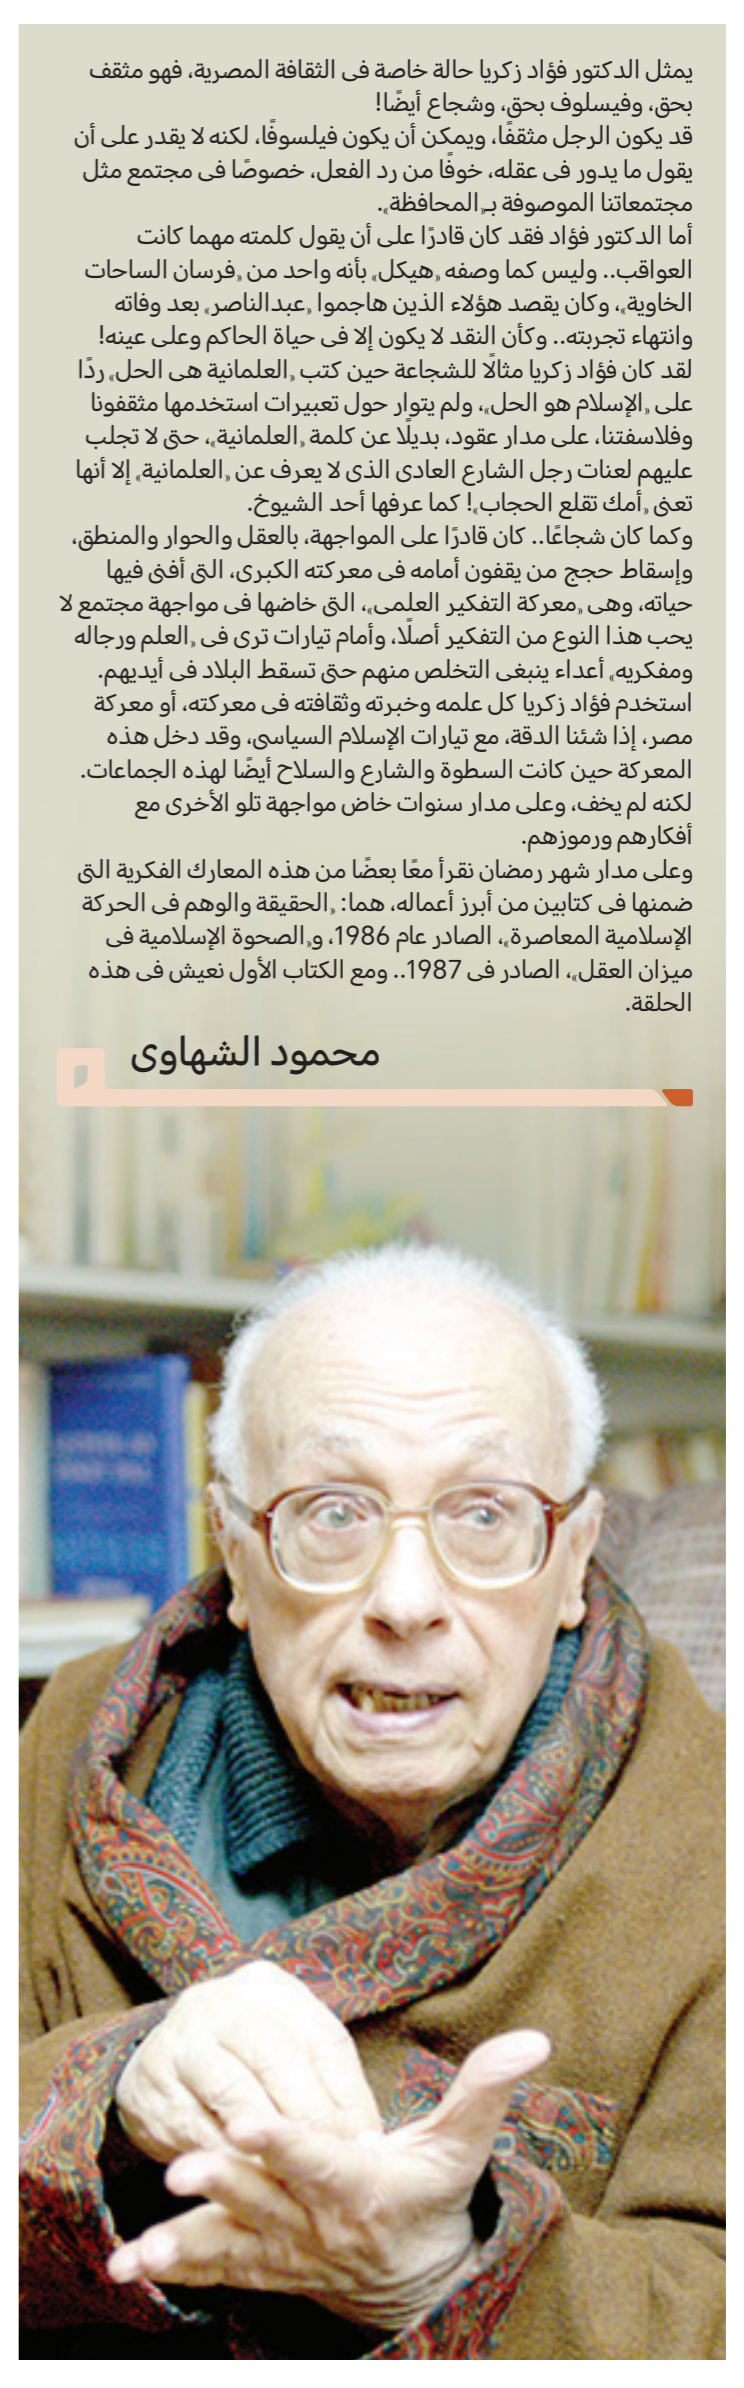 يمثل الدكتور فؤاد زكريا حالة خاصة فى الثقافة المصرية، فهو مثقف
بحق، وفيسلوف بحق، وشجاع أيضًا!
قد يكون الرجل مثقفًا، ويمكن أن يكون فيلسوفًا، لكنه لا يقدر على أن
يقول ما يدور فى عقله، خوفًا من رد الفعل، خصوصًا فى مجتمع مثل
مجتمعاتنا الموصوفة بـ«المحافظة».
أما الدكتور فؤاد فقد كان قادرًا على أن يقول كلمته مهما كانت
العواقب.. وليس كما وصفه «هيكل» بأنه واحد من «فرسان الساحات
الخاوية»، وكان يقصد هؤلاء الذين هاجموا «عبدالناصر» بعد وفاته
وانتهاء تجربته.. وكأن النقد لا يكون إلا فى حياة الحاكم وعلى عينه!
لقد كان فؤاد زكريا مثالًا للشجاعة حين كتب «العلمانية هى الحل» ردًا
على «الإسلام هو الحل»، ولم يتوار حول تعبيرات استخدمها مثقفونا
وفلاسفتنا، على مدار عقود، بديلًا عن كلمة «العلمانية»، حتى لا تجلب
عليهم لعنات رجل الشارع العادى الذى لا يعرف عن «العلمانية» إلا أنها
تعنى «أمك تقلع الحجاب»! كما عرفها أحد الشيوخ.
وكما كان شجاعًا.. كان قادرًا على المواجهة، بالعقل والحوار والمنطق،
وإسقاط حجج من يقفون أمامه فى معركته الكبرى، التى أفنى فيها
حياته، وهى «معركة التفكير العلمى»، التى خاضها فى مواجهة مجتمع لا
يحب هذا النوع من التفكير أصلًا، وأمام تيارات ترى فى «العلم ورجاله
ومفكريه» أعداء ينبغى التخلص منهم حتى تسقط البلاد فى أيديهم.
استخدم فؤاد زكريا كل علمه وخبرته وثقافته فى معركته، أو معركة
مصر، إذا شئنا الدقة، مع تيارات الإسلام السياسى، وقد دخل هذه
المعركة حين كانت السطوة والشارع والسلاح أيضًا لهذه الجماعات.
لكنه لم يخف، وعلى مدار سنوات خاض مواجهة تلو الأخرى مع
أفكارهم ورموزهم.
وعلى مدار شهر رمضان نقرأ معًا بعضًا من هذه المعارك الفكرية التى
ضمنها فى كتابين من أبرز أعماله، هما: «الحقيقة والوهم فى الحركة
الإسلامية المعاصرة»، الصادر عام 1986، و«الصحوة الإسلامية فى
ميزان العقل»، الصادر فى 1987.. ومع الكتاب الأول نعيش فى هذه
الحلقة.
محمود الشهاوى